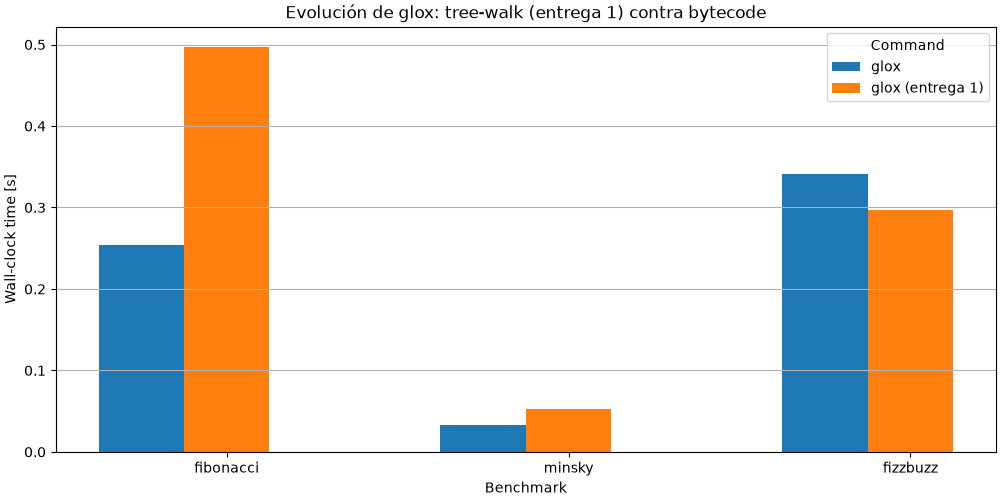 Evolución de glox: tree-walk (entrega 1) contra bytecode
Command
glox
glox (entrega 1)
Wall-clock time [s]
0.5
0.4
0.3
0.2
0.1
0.0
fibonacci
minsky
fizzbuzz
Benchmark